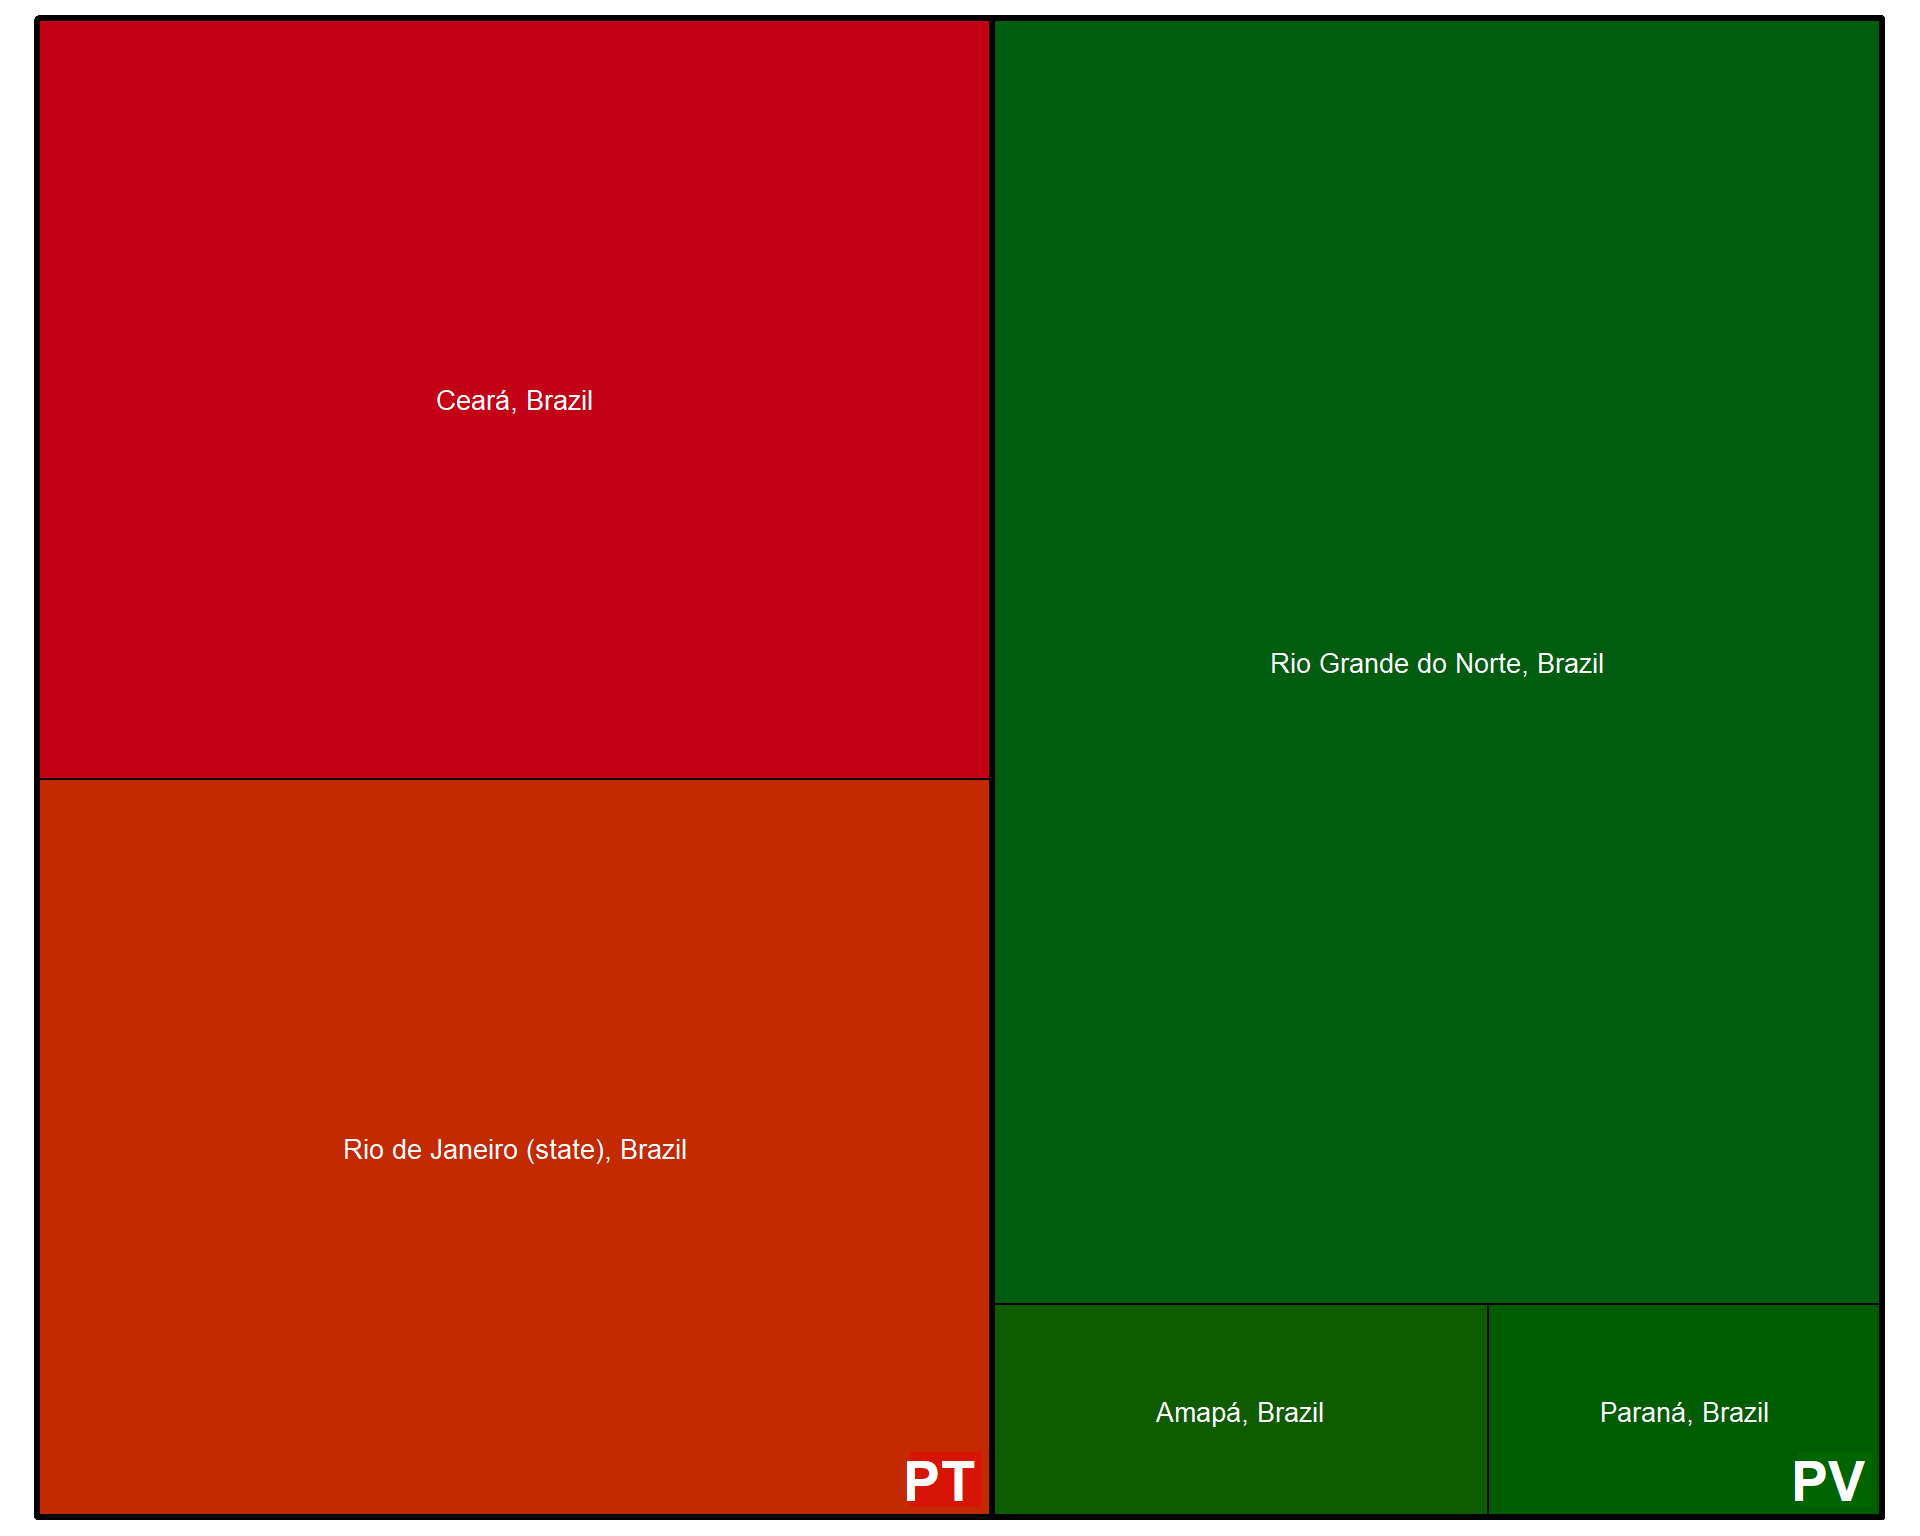 Ceará, Brazil
Rio de Janeiro (state), Brazil
PT
Rio Grande do Norte, Brazil
Amapá, Brazil
Paraná, Brazil
PV